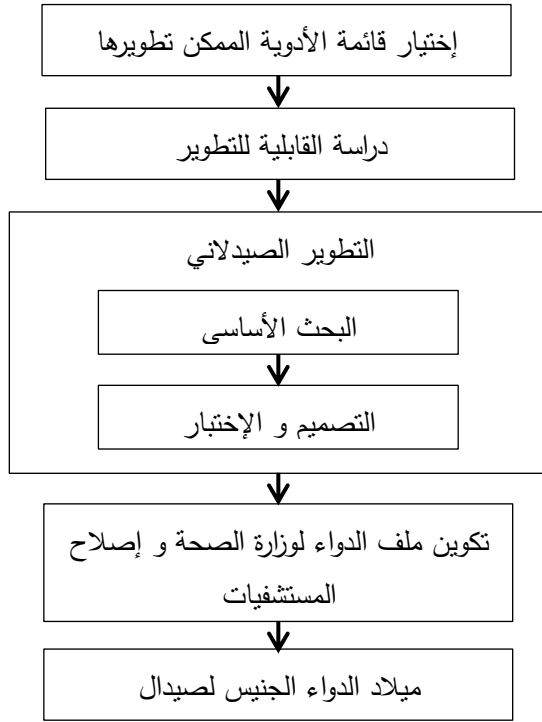 إختيار قائمة الأدوية الممكن تطويرها
دراسة القابلية للتطوير
التطوير الصيدلاني
البحث الأساسى
التصميم و الإختبار
تكوين ملف الدواء لوزارة الصحة و إصلاح
المستشفيات
ميلاد الدواء الجنيس لصيدال